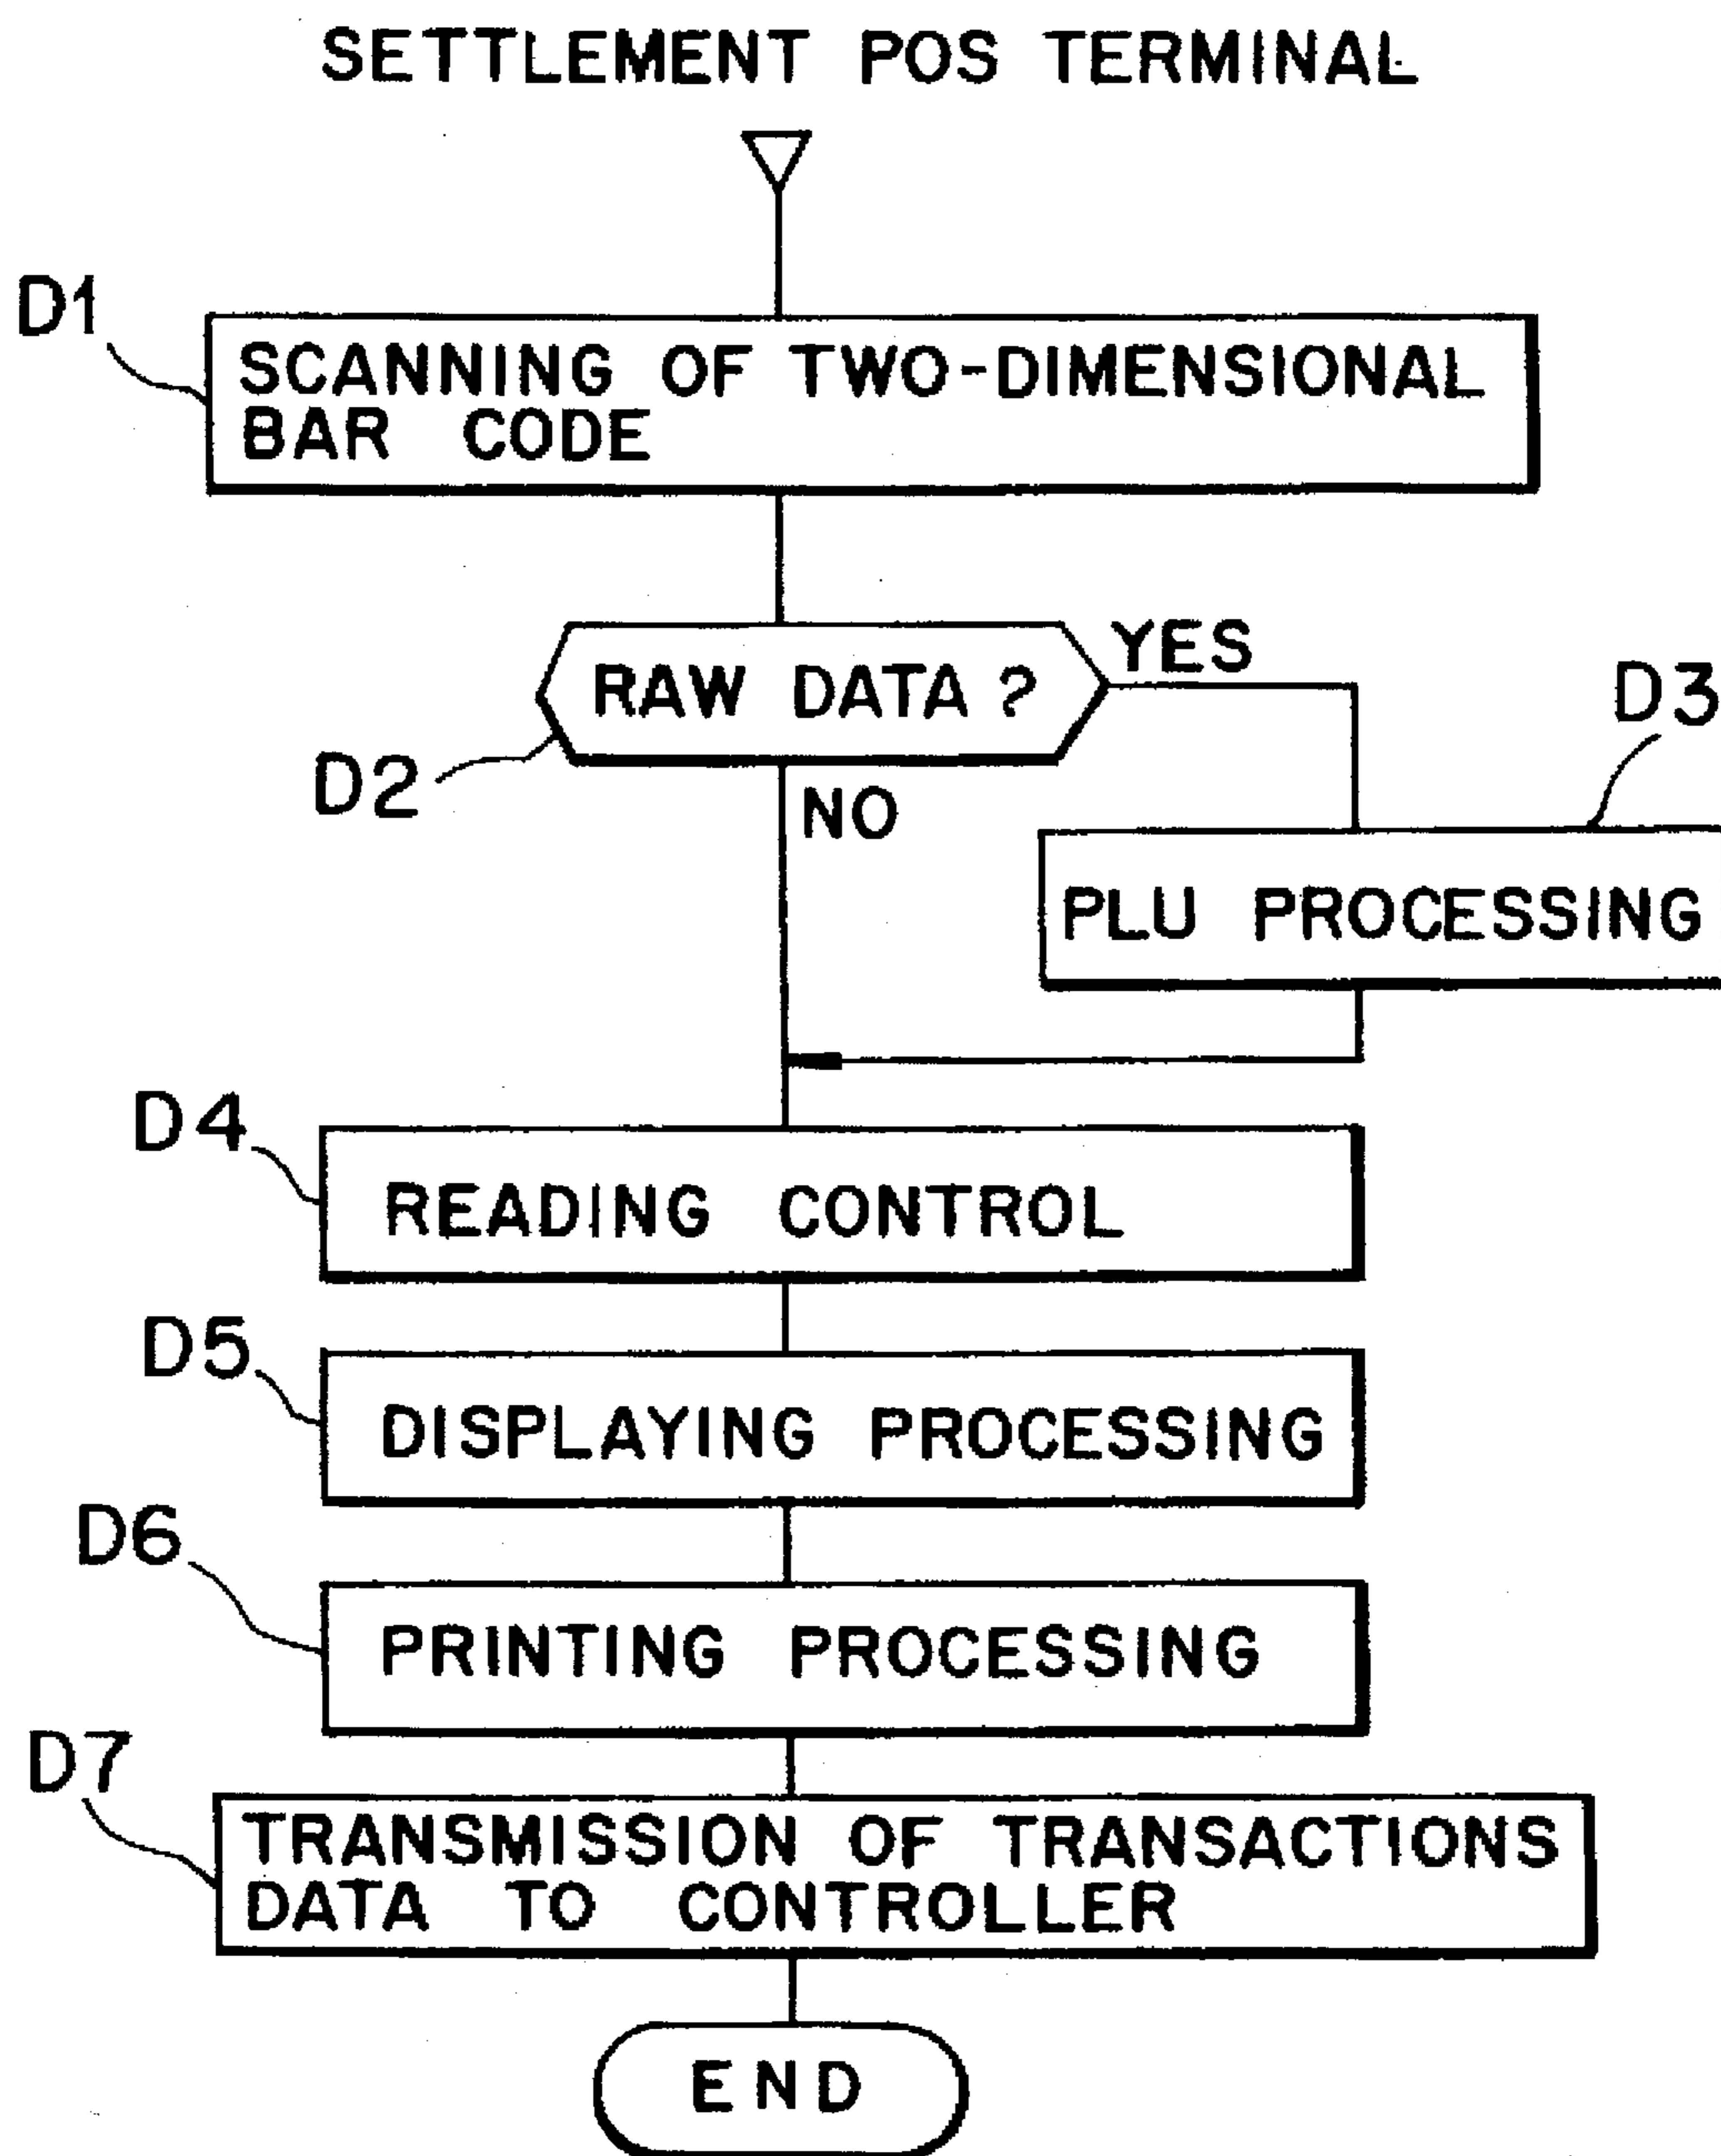 SETTLEMENT POS TERMINAL
D1
SCANNING OF TWO-DIMENSIONAL
BAR CODE
RAW DATA ?
YES
D2
NO
D3
PLU PROCESSING
D4
READING CONTROL
D5
DISPLAYING PROCESSING
D6
PRINTING PROCESSING
D7
TRANSMISSION OF TRANSACTIONS
DATA TO CONTROLLER
END